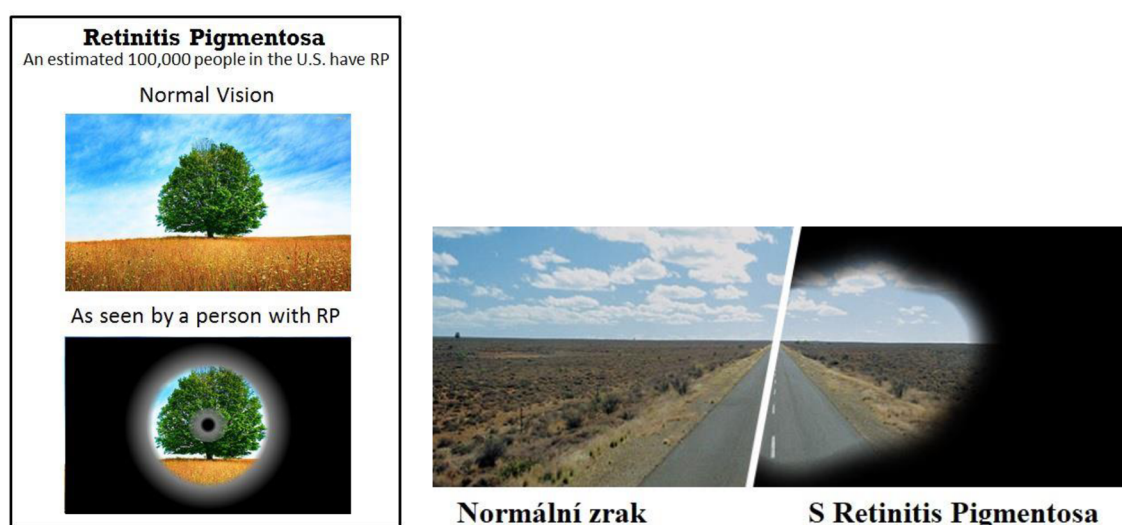 Retinitis Pigmentosa
An estimated 100,000 people in the U.S. have RP
Normal Vision
As seen by a person with RP
Normální zrak
S Retinitis Pigmentosa